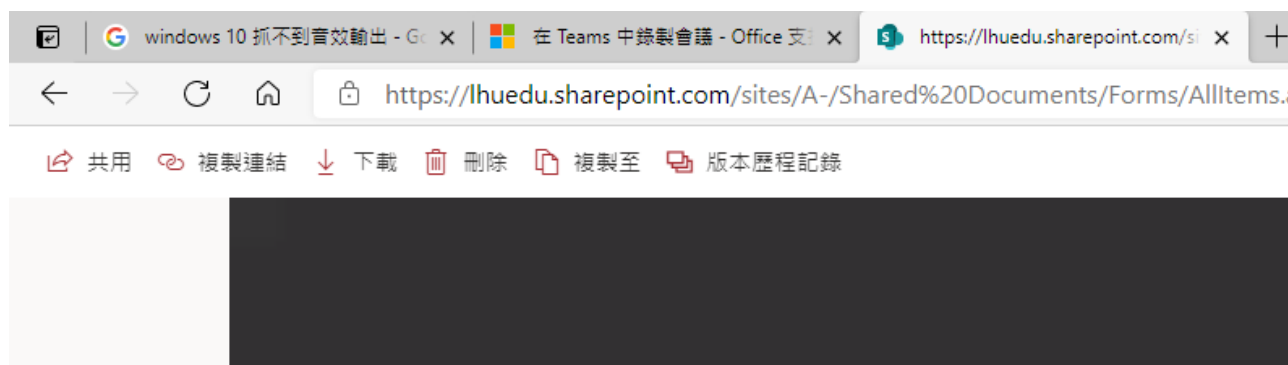 windows 10 抓不到音效輸出 - G
在 Teams 中錄製會議 - Office 支
https://lhuedu.sharepoint.com/si
https://lhuedu.sharepoint.com/sites/A-/Shared%20Documents/Forms/AllItems.
共用 複製連結 下載 刪除 複製至 版本歷程記錄